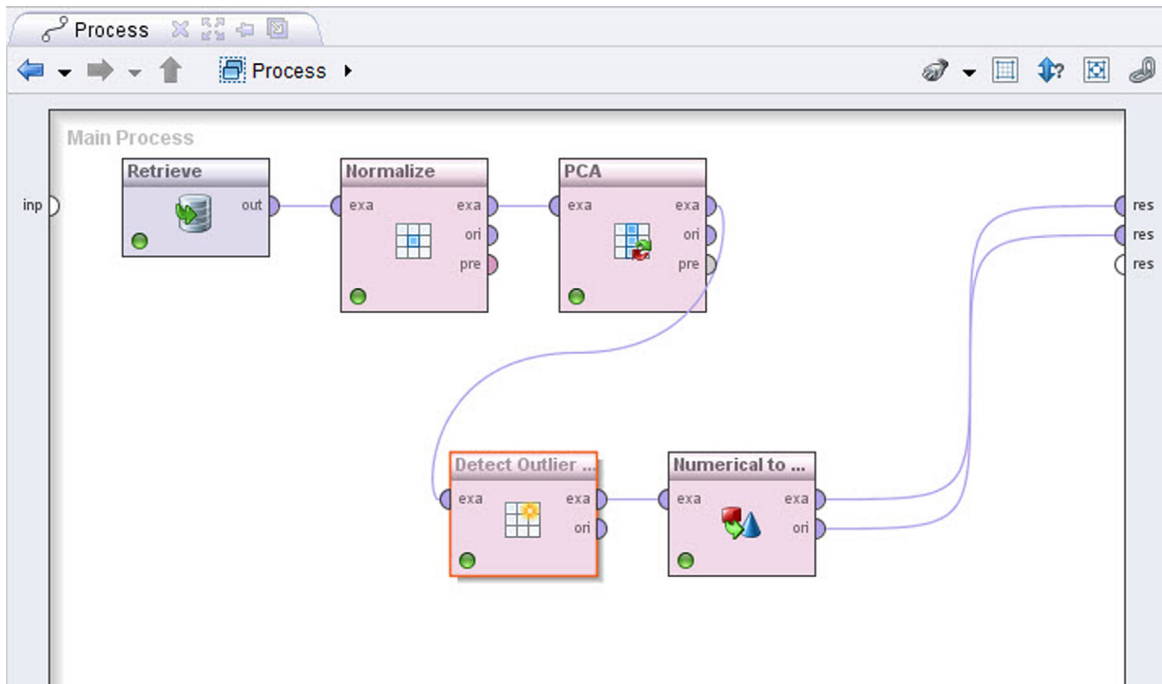 Process
Process
Main Process
Retrieve
Normalize
PCA
inp
out
exa
exa
exa
exa
res
ori
ori
res
pre
pre
res
Detect Outlier ...
Numerical to ...
exa
exa
exa
exa
ori
ori